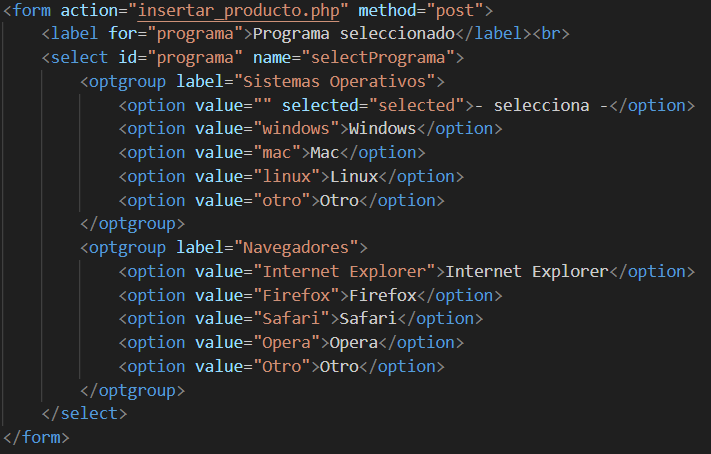 <form action="insertar_producto.php" method="post">
<label for="programa">Programa seleccionado</label><br>
<select id="programa" name="selectPrograma">
<optgroup label="Sistemas Operativos">
<option value="" selected="selected">- selecciona -</option>
<option value="windows">Windows</option>
<option value="mac">Mac</option>
<option value="linux">Linux</option>
<option value="otro">Otro</option>
</optgroup>
<optgroup label="Navegadores">
<option value="Internet Explorer">Internet Explorer</option>
<option value="Firefox">Firefox</option>
<option value="Safari">Safari</option>
<option value="Opera">Opera</option>
<option value="Otro">Otro</option>
</optgroup>
</select>
</form>